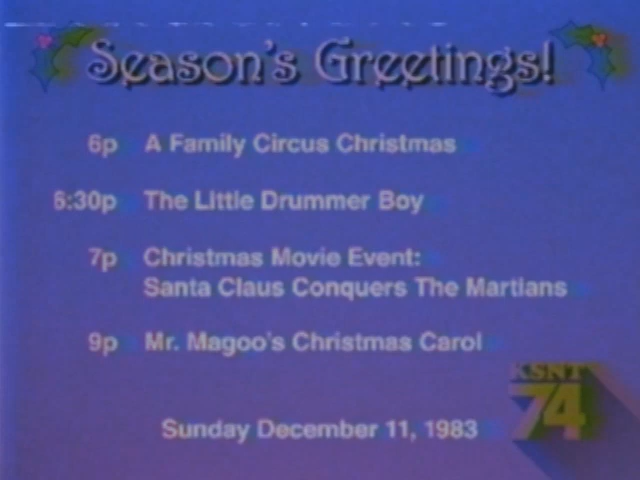 Season's Greetings!
6p A Family Circus Christmas
6:30p The Little Drummer Boy
7p Christmas Movie Event:
Santa Claus Conquers The Martians
9p Mr. Magoo's Christmas Carol
KSNT
74
Sunday December 11, 1983